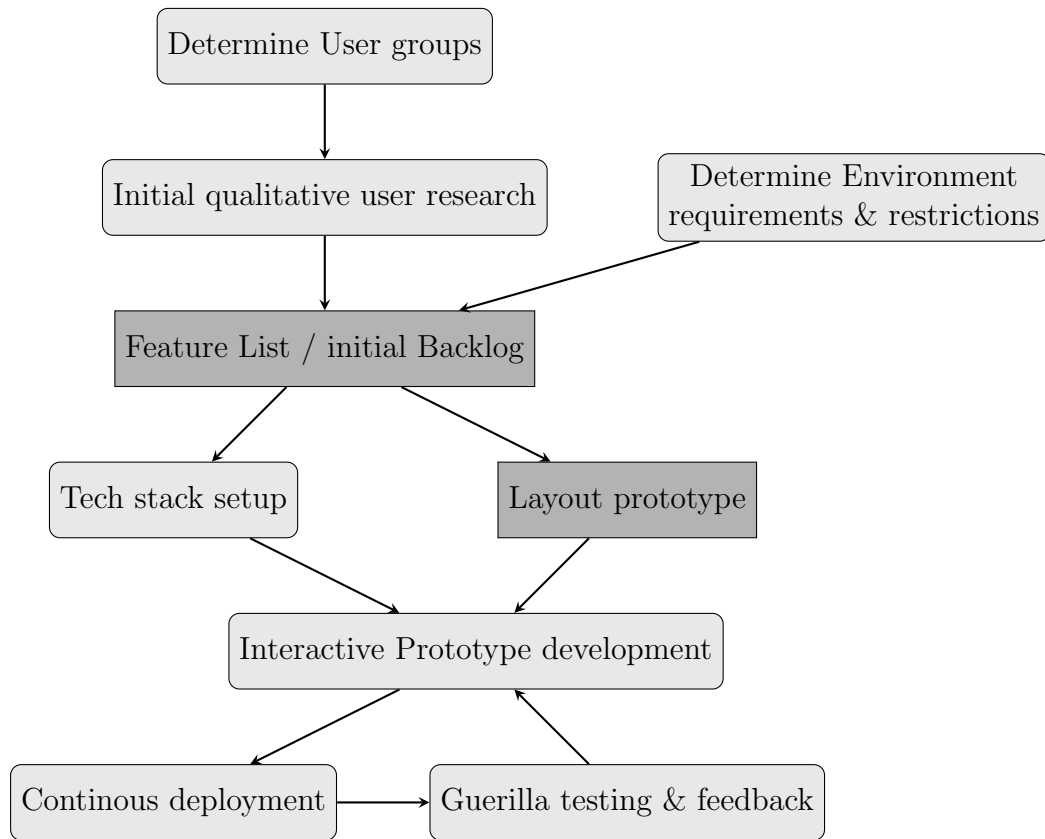 Determine User groups
Initial qualitative user research
Determine Environment
requirements & restrictions
Feature List / initial Backlog
Tech stack setup
Layout prototype
Interactive Prototype development
Continous deployment
Guerilla testing & feedback